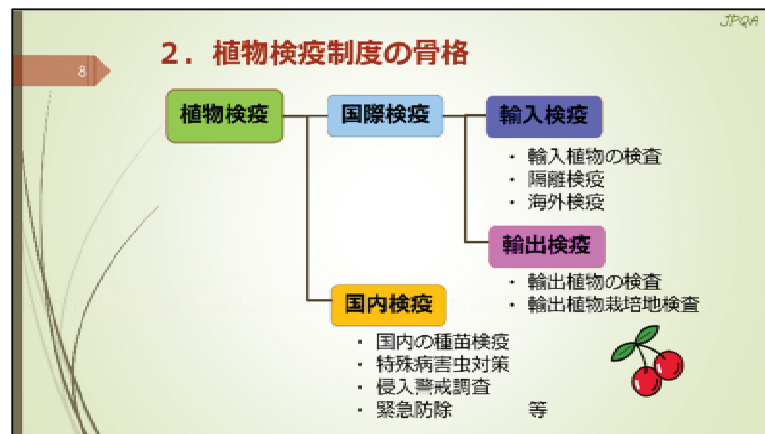 JPQA
2．植物検疫制度の骨格
8
植物検疫
国際検疫
輸入検疫
・ 輸入植物の検査
・ 隔離検疫
・ 海外検疫
輸出検疫
・ 輸出植物の検査
・ 輸出植物栽培地検査
国内検疫
・ 国内の種苗検疫
・ 特殊病害虫対策
・ 侵入警戒調査
・ 緊急防除　　　　等